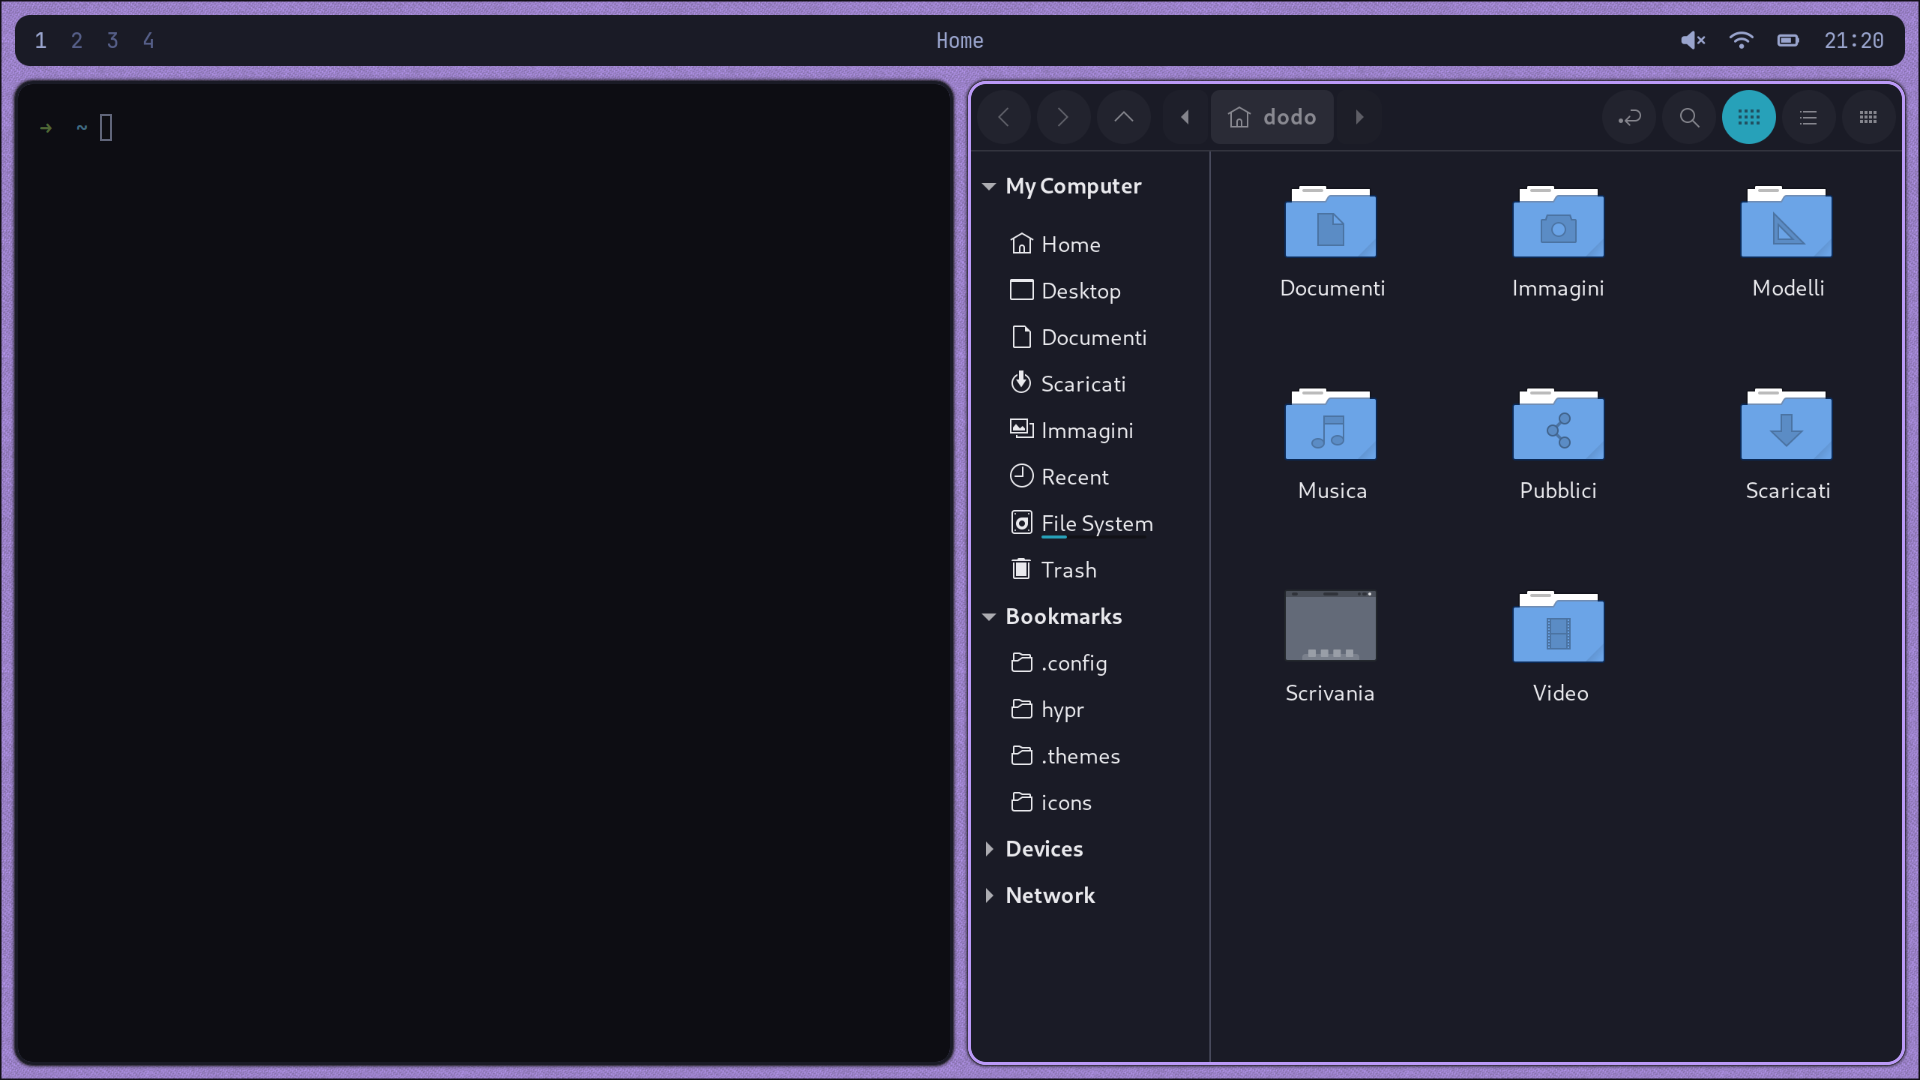 1 2 3 4
Home
21:20
➜ ~
dodo
My Computer
Home
Desktop
Documenti
Scaricati
Immagini
Recent
File System
Trash
Bookmarks
.config
hypr
.themes
icons
Devices
Network
Documenti
Immagini
Modelli
Musica
Pubblici
Scaricati
Scrivania
Video